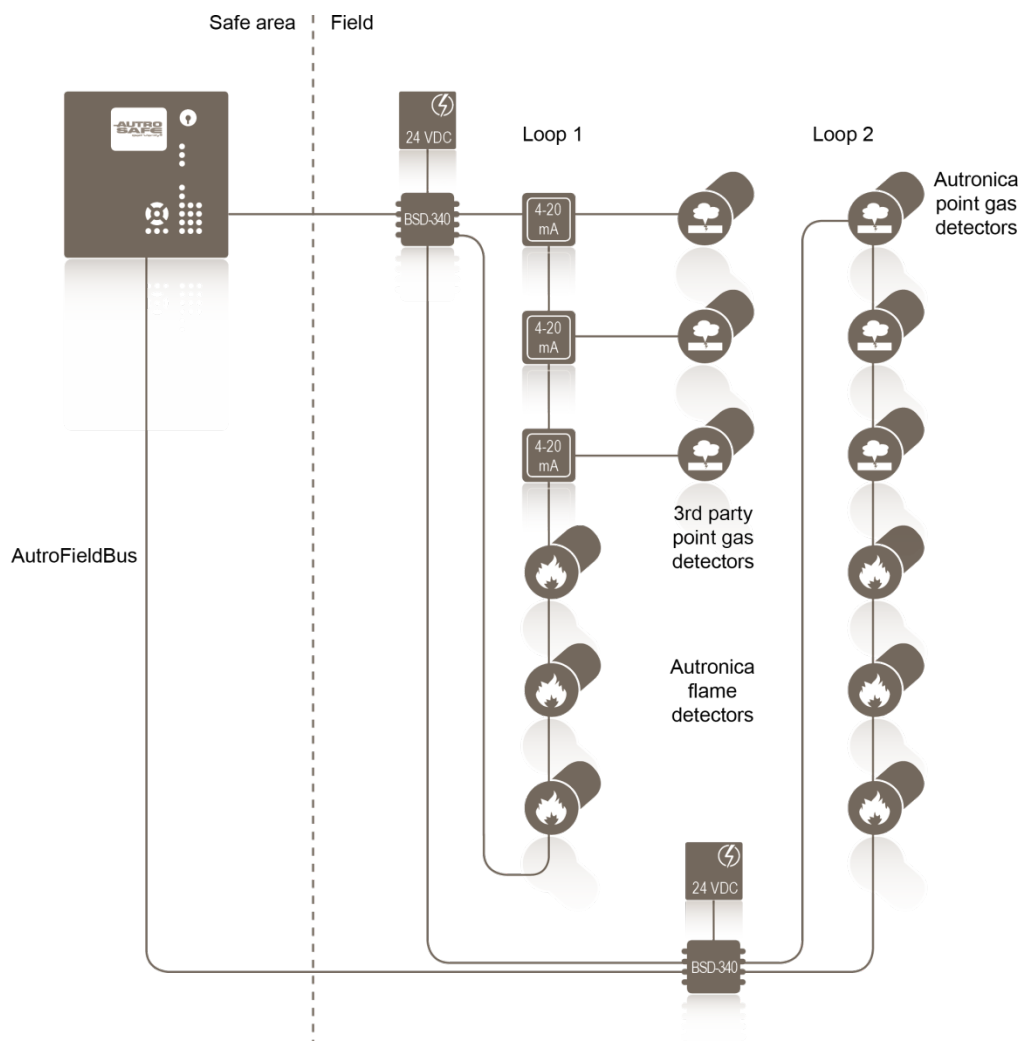 Safe area
Field
AUTRO
SAFE
24 VDC
Loop 1
Loop 2
BSD-340
4-20
mA
Autronica
point gas
detectors
4-20
mA
4-20
mA
3rd party
point gas
detectors
AutroFieldBus
Autronica
flame
detectors
24 VDC
BSD-340